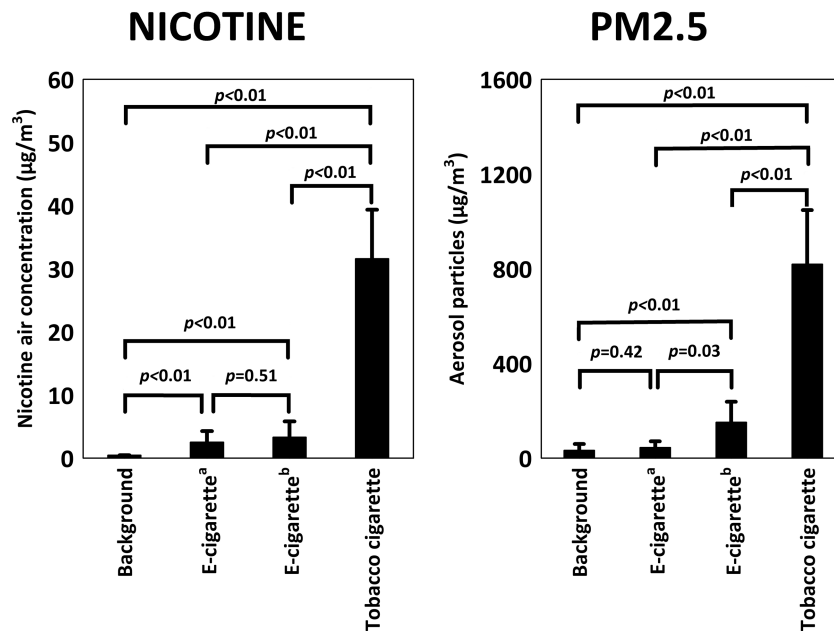 NICOTINE
Nicotine air concentration (µg/m³)
60
50
40
30
20
10
0
p<0.01
p<0.01
p<0.01
p<0.01
p<0.01
p=0.51
Background
E-cigaretteᵃ
E-cigaretteᵇ
Tobacco cigarette
PM2.5
Aerosol particles (µg/m³)
1600
1200
800
400
0
p<0.01
p<0.01
p<0.01
p<0.01
p=0.42
p=0.03
Background
E-cigaretteᵃ
E-cigaretteᵇ
Tobacco cigarette